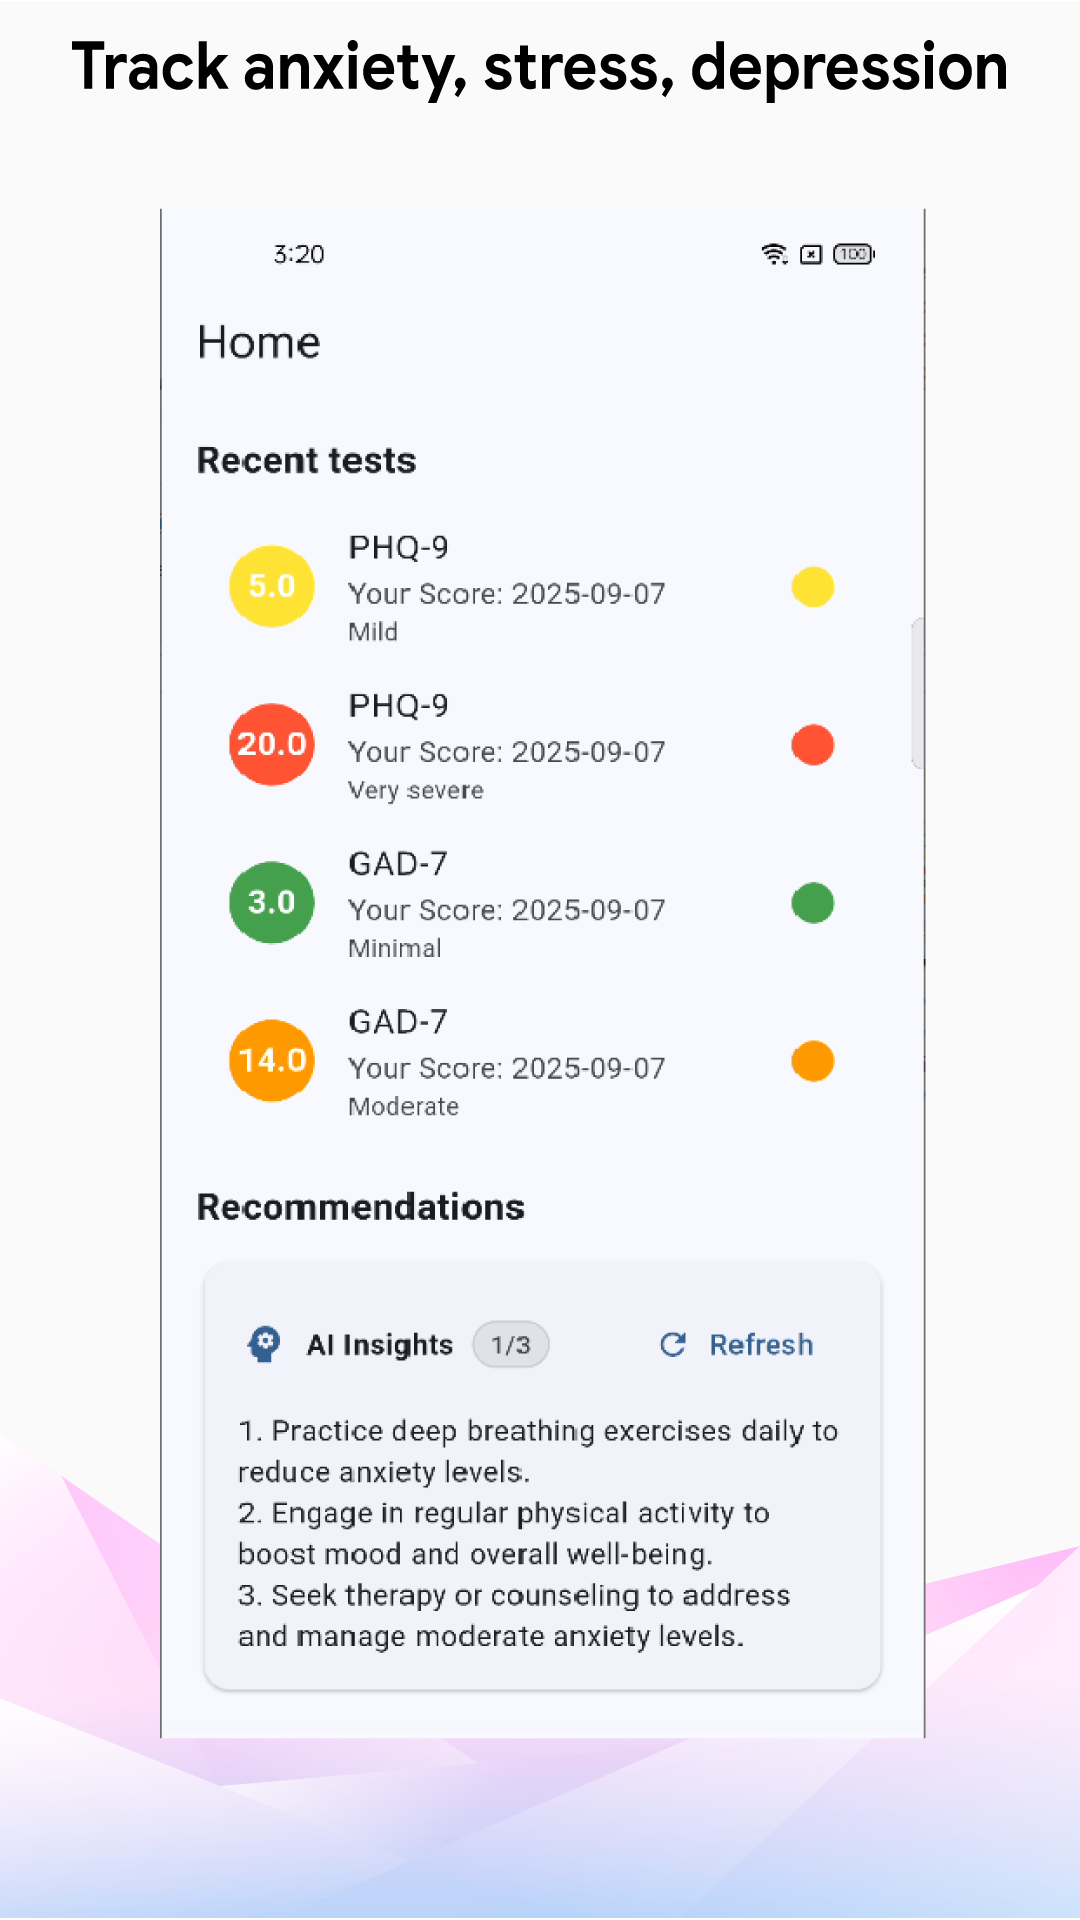 Track anxiety, stress, depression
3:20
100
Home
Recent tests
5.0
PHQ-9
Your Score: 2025-09-07
Mild
20.0
PHQ-9
Your Score: 2025-09-07
Very severe
3.0
GAD-7
Your Score: 2025-09-07
Minimal
14.0
GAD-7
Your Score: 2025-09-07
Moderate
Recommendations
AI Insights 1/3 Refresh
1. Practice deep breathing exercises daily to
reduce anxiety levels.
2. Engage in regular physical activity to
boost mood and overall well-being.
3. Seek therapy or counseling to address
and manage moderate anxiety levels.